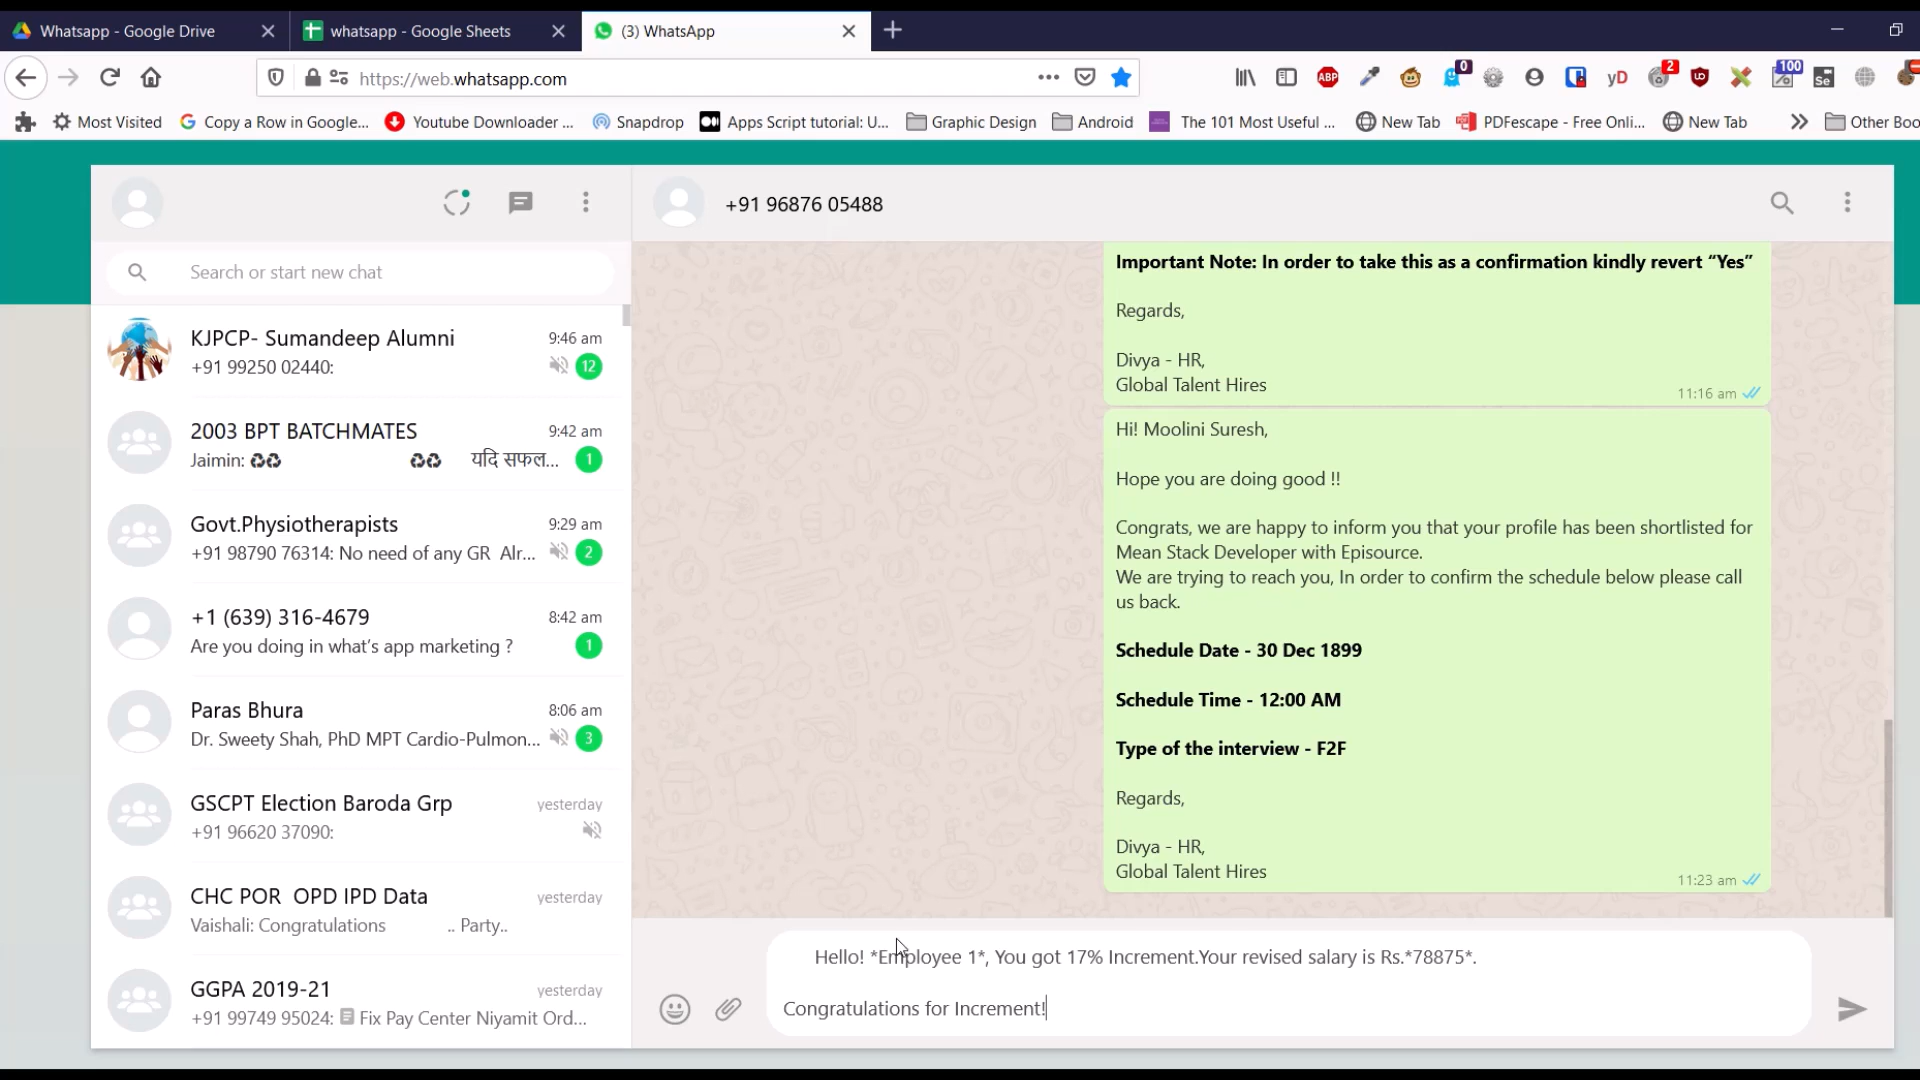 Whatsapp - Google Drive
whatsapp - Google Sheets
(3) WhatsApp
https://web.whatsapp.com
ABP
0
yD
2
100
Se
Most Visited
Copy a Row in Google...
Youtube Downloader ...
Snapdrop
Apps Script tutorial: U...
Graphic Design
Android
The 101 Most Useful ...
New Tab
PDFescape - Free Onli...
New Tab
Other Boo
+91 96876 05488
Search or start new chat
KJPCP- Sumandeep Alumni
9:46 am
+91 99250 02440:
12
2003 BPT BATCHMATES
9:42 am
Jaimin: ♻♻ ♻♻ यदि सफल...
1
Govt.Physiotherapists
9:29 am
+91 98790 76314: No need of any GR Alr...
2
+1 (639) 316-4679
8:42 am
Are you doing in what's app marketing ?
1
Paras Bhura
8:06 am
Dr. Sweety Shah, PhD MPT Cardio-Pulmon...
3
GSCPT Election Baroda Grp
yesterday
+91 96620 37090:
CHC POR OPD IPD Data
yesterday
Vaishali: Congratulations .. Party..
GGPA 2019-21
yesterday
+91 99749 95024: Fix Pay Center Niyamit Ord...
Important Note: In order to take this as a confirmation kindly revert “Yes”
Regards,
Divya - HR,
Global Talent Hires
11:16 am
Hi! Moolini Suresh,
Hope you are doing good !!
Congrats, we are happy to inform you that your profile has been shortlisted for
Mean Stack Developer with Episource.
We are trying to reach you, In order to confirm the schedule below please call
us back.
Schedule Date - 30 Dec 1899
Schedule Time - 12:00 AM
Type of the interview - F2F
Regards,
Divya - HR,
Global Talent Hires
11:23 am
Hello! *Employee 1*, You got 17% Increment.Your revised salary is Rs.*78875*.
Congratulations for Increment!